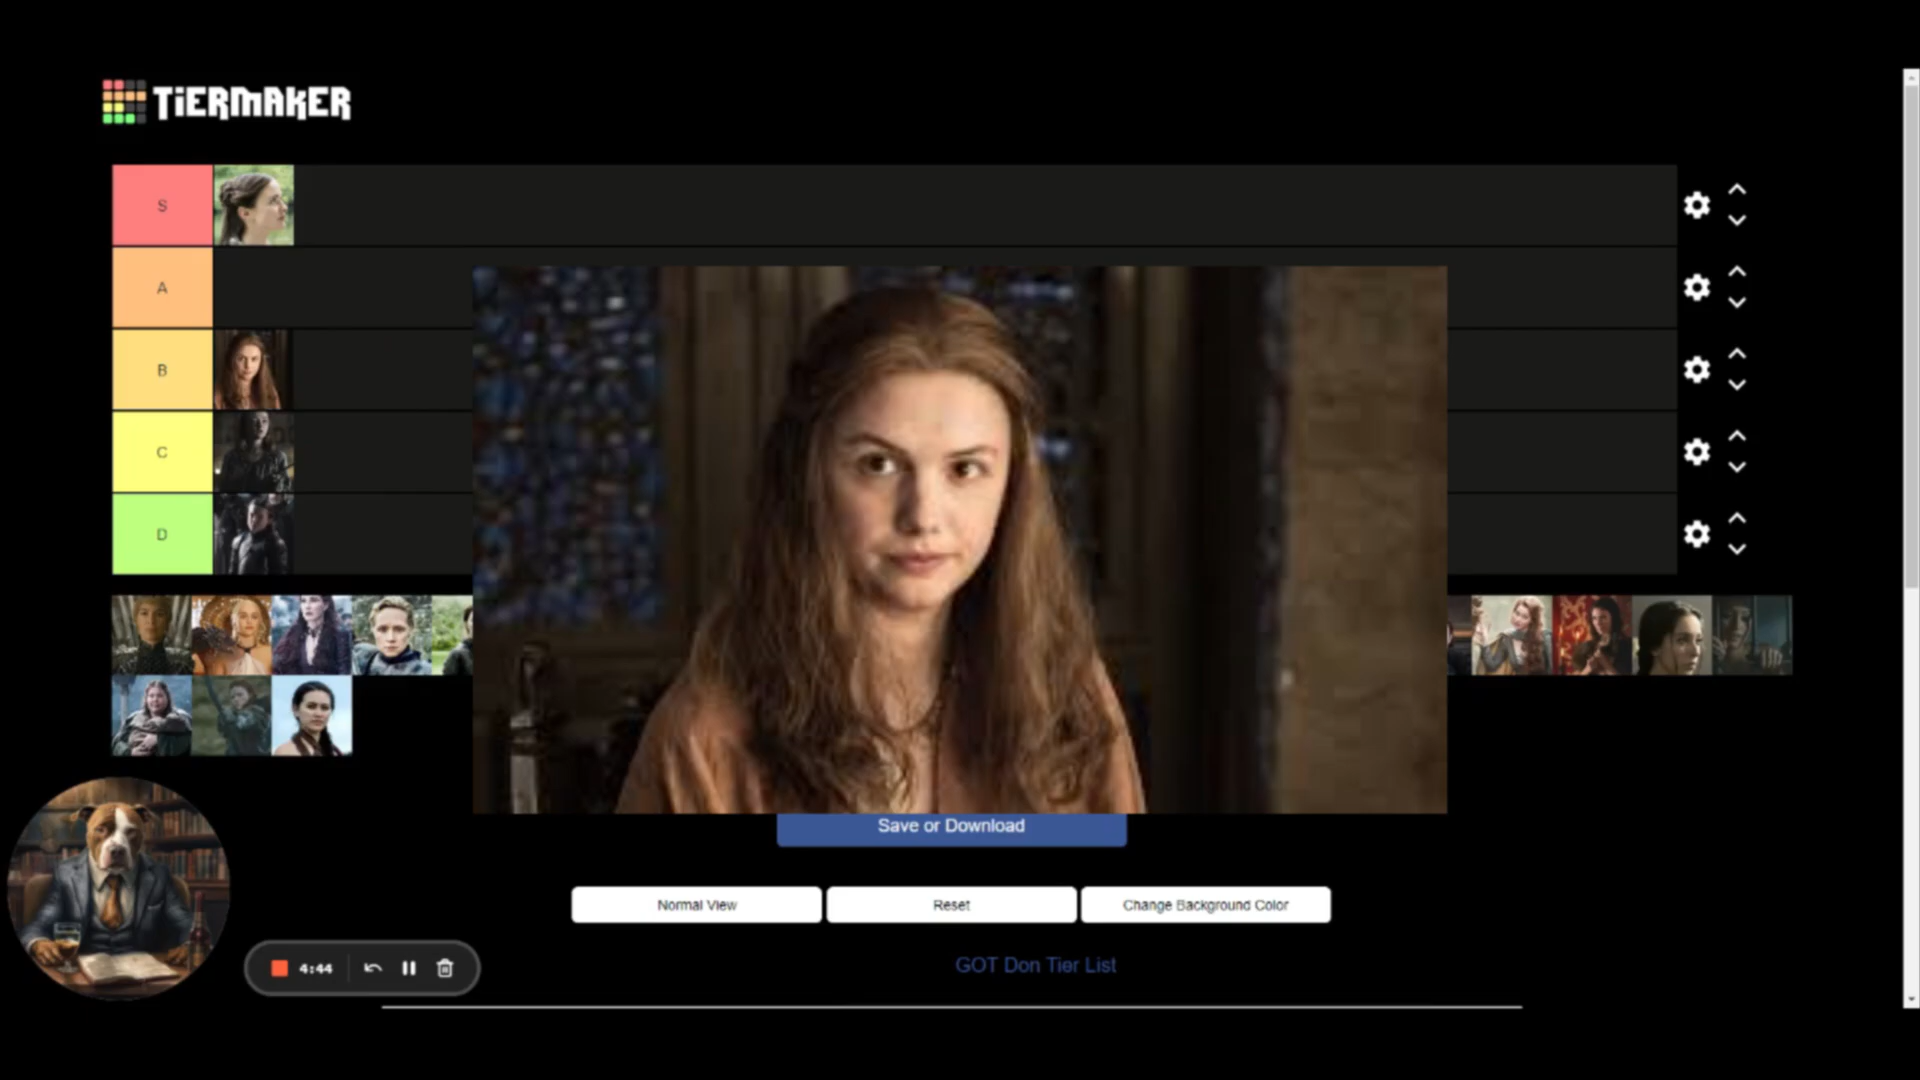 TiERMAKER
S
A
B
C
D
Save or Download
Normal View
Reset
Change Background Color
GOT Don Tier List
4:44